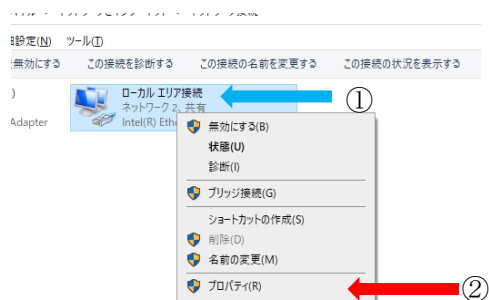 細設定(N) ツール(T)
無効にする この接続を診断する この接続の名前を変更する この接続の状況を表示する
ローカル エリア接続
ネットワーク 2, 共有
Adapter
Intel(R) Eth
①
無効にする(B)
状態(U)
診断(I)
ブリッジ接続(G)
ショートカットの作成(S)
削除(D)
名前の変更(M)
プロパティ(R)
②